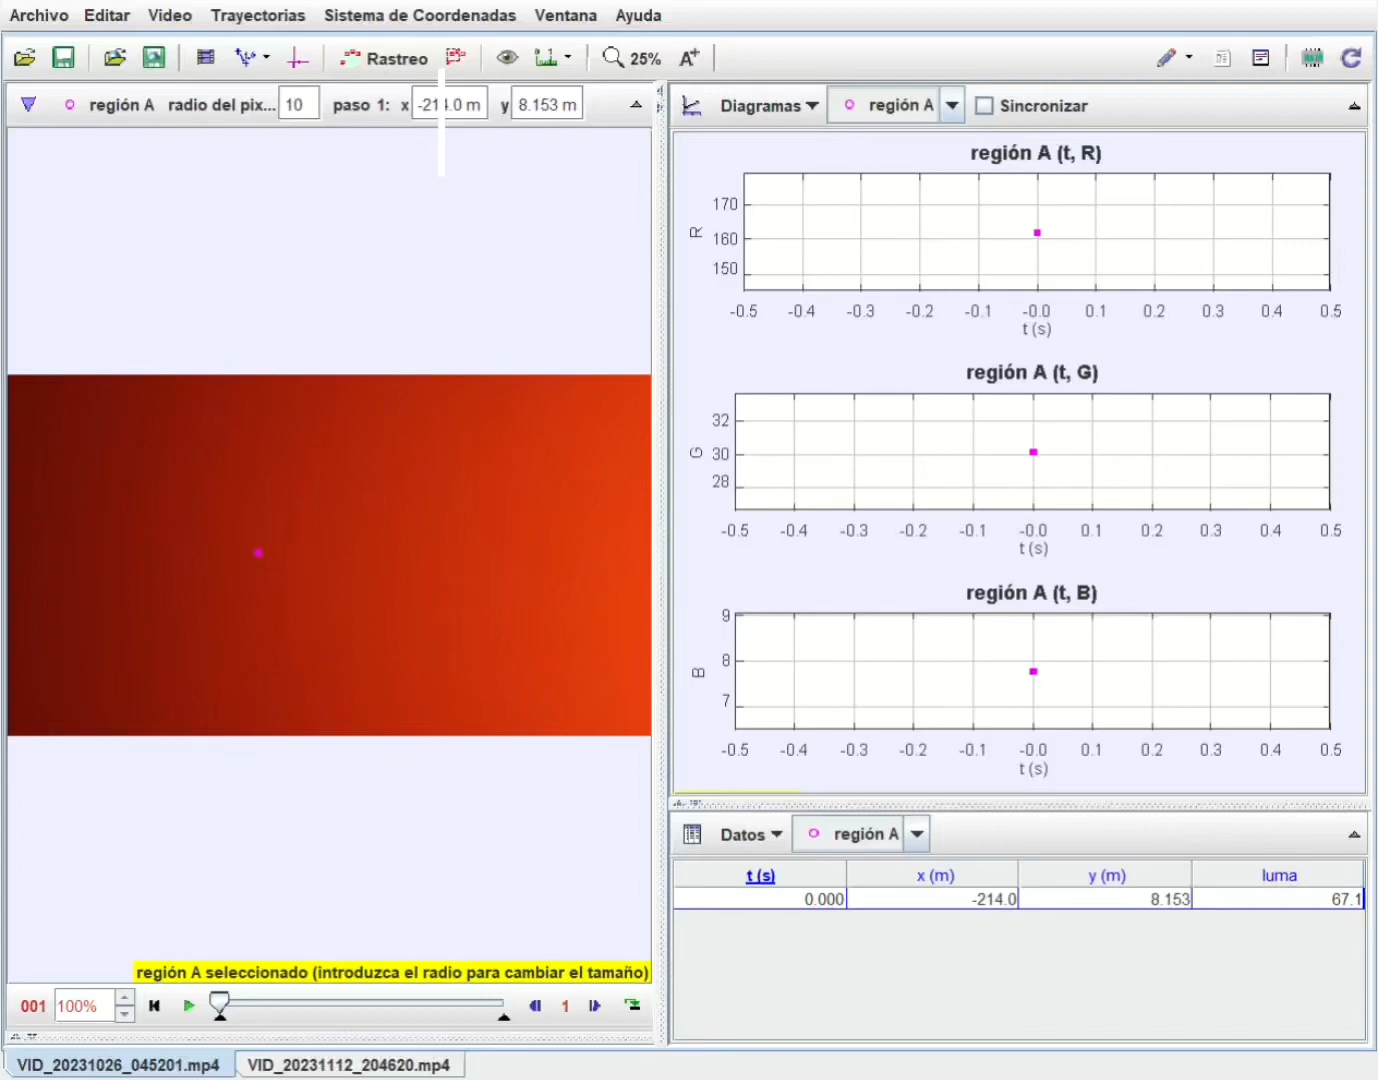 Archivo Editar Video Trayectorias Sistema de Coordenadas Ventana Ayuda
Rastreo 25% A+
región A radio del pix... 10 paso 1: x -214.0 m y 8.153 m
Diagramas región A Sincronizar
región A (t, R)
170
160
150
R
-0.5 -0.4 -0.3 -0.2 -0.1 -0.0 0.1 0.2 0.3 0.4 0.5
t (s)
región A (t, G)
32
30
28
G
-0.5 -0.4 -0.3 -0.2 -0.1 -0.0 0.1 0.2 0.3 0.4 0.5
t (s)
región A (t, B)
9
8
7
B
-0.5 -0.4 -0.3 -0.2 -0.1 -0.0 0.1 0.2 0.3 0.4 0.5
t (s)
Datos región A
t (s) x (m) y (m) luma
0.000 -214.0 8.153 67.1
región A seleccionado (introduzca el radio para cambiar el tamaño)
001 100% 1
VID_20231026_045201.mp4 VID_20231112_204620.mp4